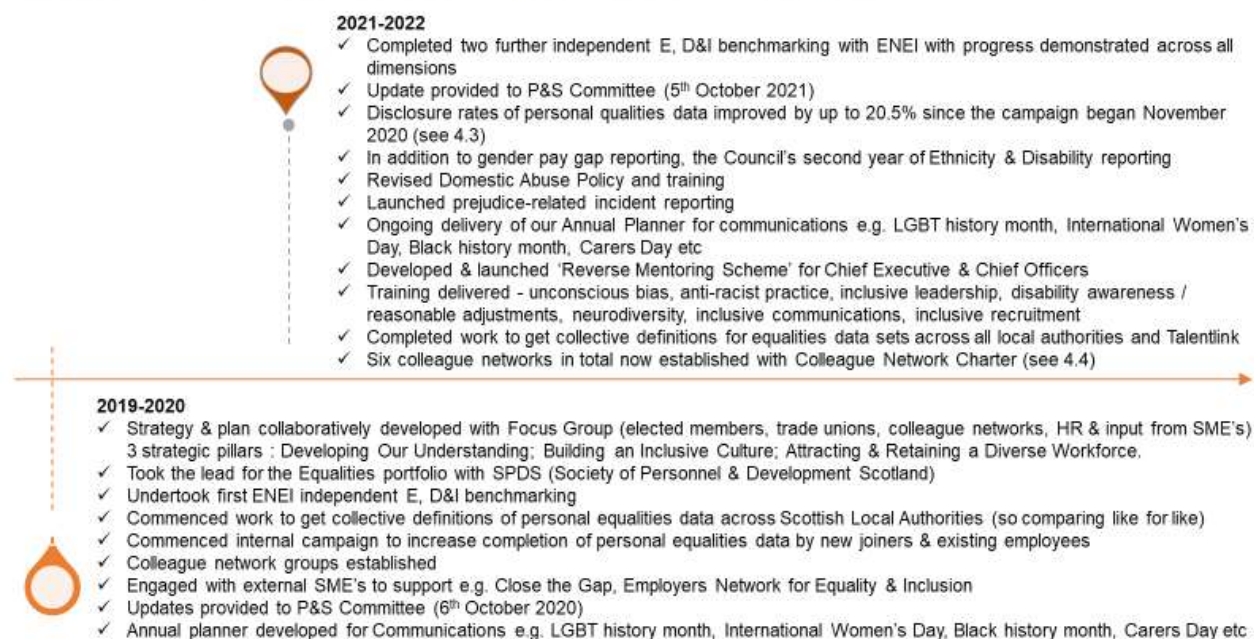 2021-2022
✓ Completed two further independent E, D&I benchmarking with ENEI with progress demonstrated across all
dimensions
✓ Update provided to P&S Committee (5th October 2021)
✓ Disclosure rates of personal qualities data improved by up to 20.5% since the campaign began November
2020 (see 4.3)
✓ In addition to gender pay gap reporting, the Council's second year of Ethnicity & Disability reporting
✓ Revised Domestic Abuse Policy and training
✓ Launched prejudice-related incident reporting
✓ Ongoing delivery of our Annual Planner for communications e.g. LGBT history month, International Women's
Day, Black history month, Carers Day etc
✓ Developed & launched 'Reverse Mentoring Scheme' for Chief Executive & Chief Officers
✓ Training delivered - unconscious bias, anti-racist practice, inclusive leadership, disability awareness /
reasonable adjustments, neurodiversity, inclusive communications, inclusive recruitment
✓ Completed work to get collective definitions for equalities data sets across all local authorities and Talentlink
✓ Six colleague networks in total now established with Colleague Network Charter (see 4.4)
2019-2020
✓ Strategy & plan collaboratively developed with Focus Group (elected members, trade unions, colleague networks, HR & input from SME's)
3 strategic pillars : Developing Our Understanding; Building an Inclusive Culture; Attracting & Retaining a Diverse Workforce.
✓ Took the lead for the Equalities portfolio with SPDS (Society of Personnel & Development Scotland)
✓ Undertook first ENEI independent E, D&I benchmarking
✓ Commenced work to get collective definitions of personal equalities data across Scottish Local Authorities (so comparing like for like)
✓ Commenced internal campaign to increase completion of personal equalities data by new joiners & existing employees
✓ Colleague network groups established
✓ Engaged with external SME's to support e.g. Close the Gap, Employers Network for Equality & Inclusion
✓ Updates provided to P&S Committee (6th October 2020)
✓ Annual planner developed for Communications e.g. LGBT history month, International Women's Day, Black history month, Carers Day etc